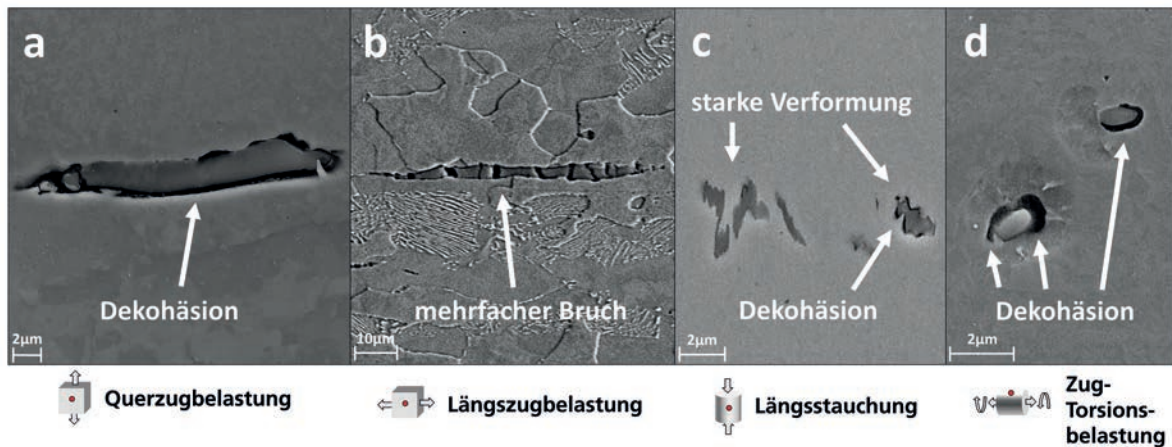 a
2µm
Dekohäsion
b
10µm
mehrfacher Bruch
c
starke Verformung
Dekohäsion
2µm
d
Dekohäsion
2µm
Querzugbelastung
Längszugbelastung
Längsstauchung
Zug-
Torsions-
belastung